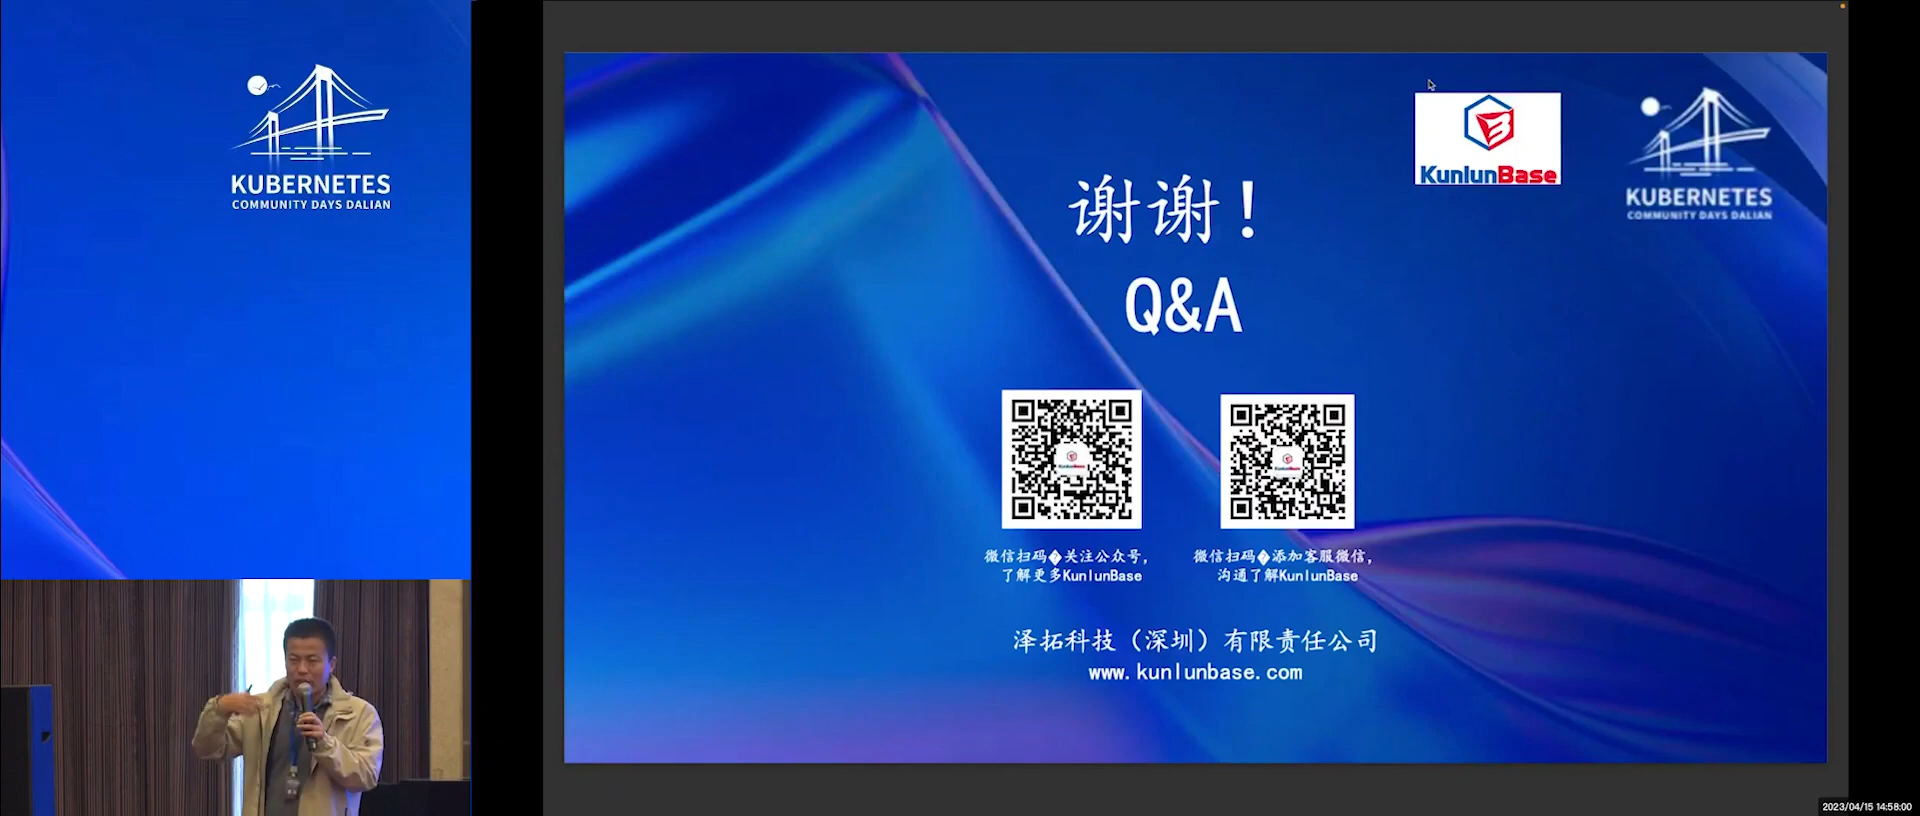 KUBERNETES
COMMUNITY DAYS DALIAN
KunlunBase
KUBERNETES
COMMUNITY DAYS DALIAN
谢谢!
Q&A
微信扫码�关注公众号,
了解更多KunlunBase
微信扫码�添加客服微信,
沟通了解KunlunBase
泽拓科技(深圳)有限责任公司
www.kunlunbase.com
2023/04/15 14:58:00